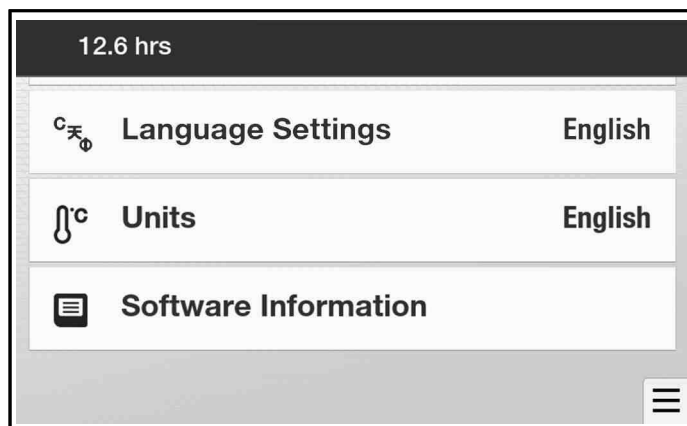 12.6 hrs
Language Settings English
Units English
Software Information